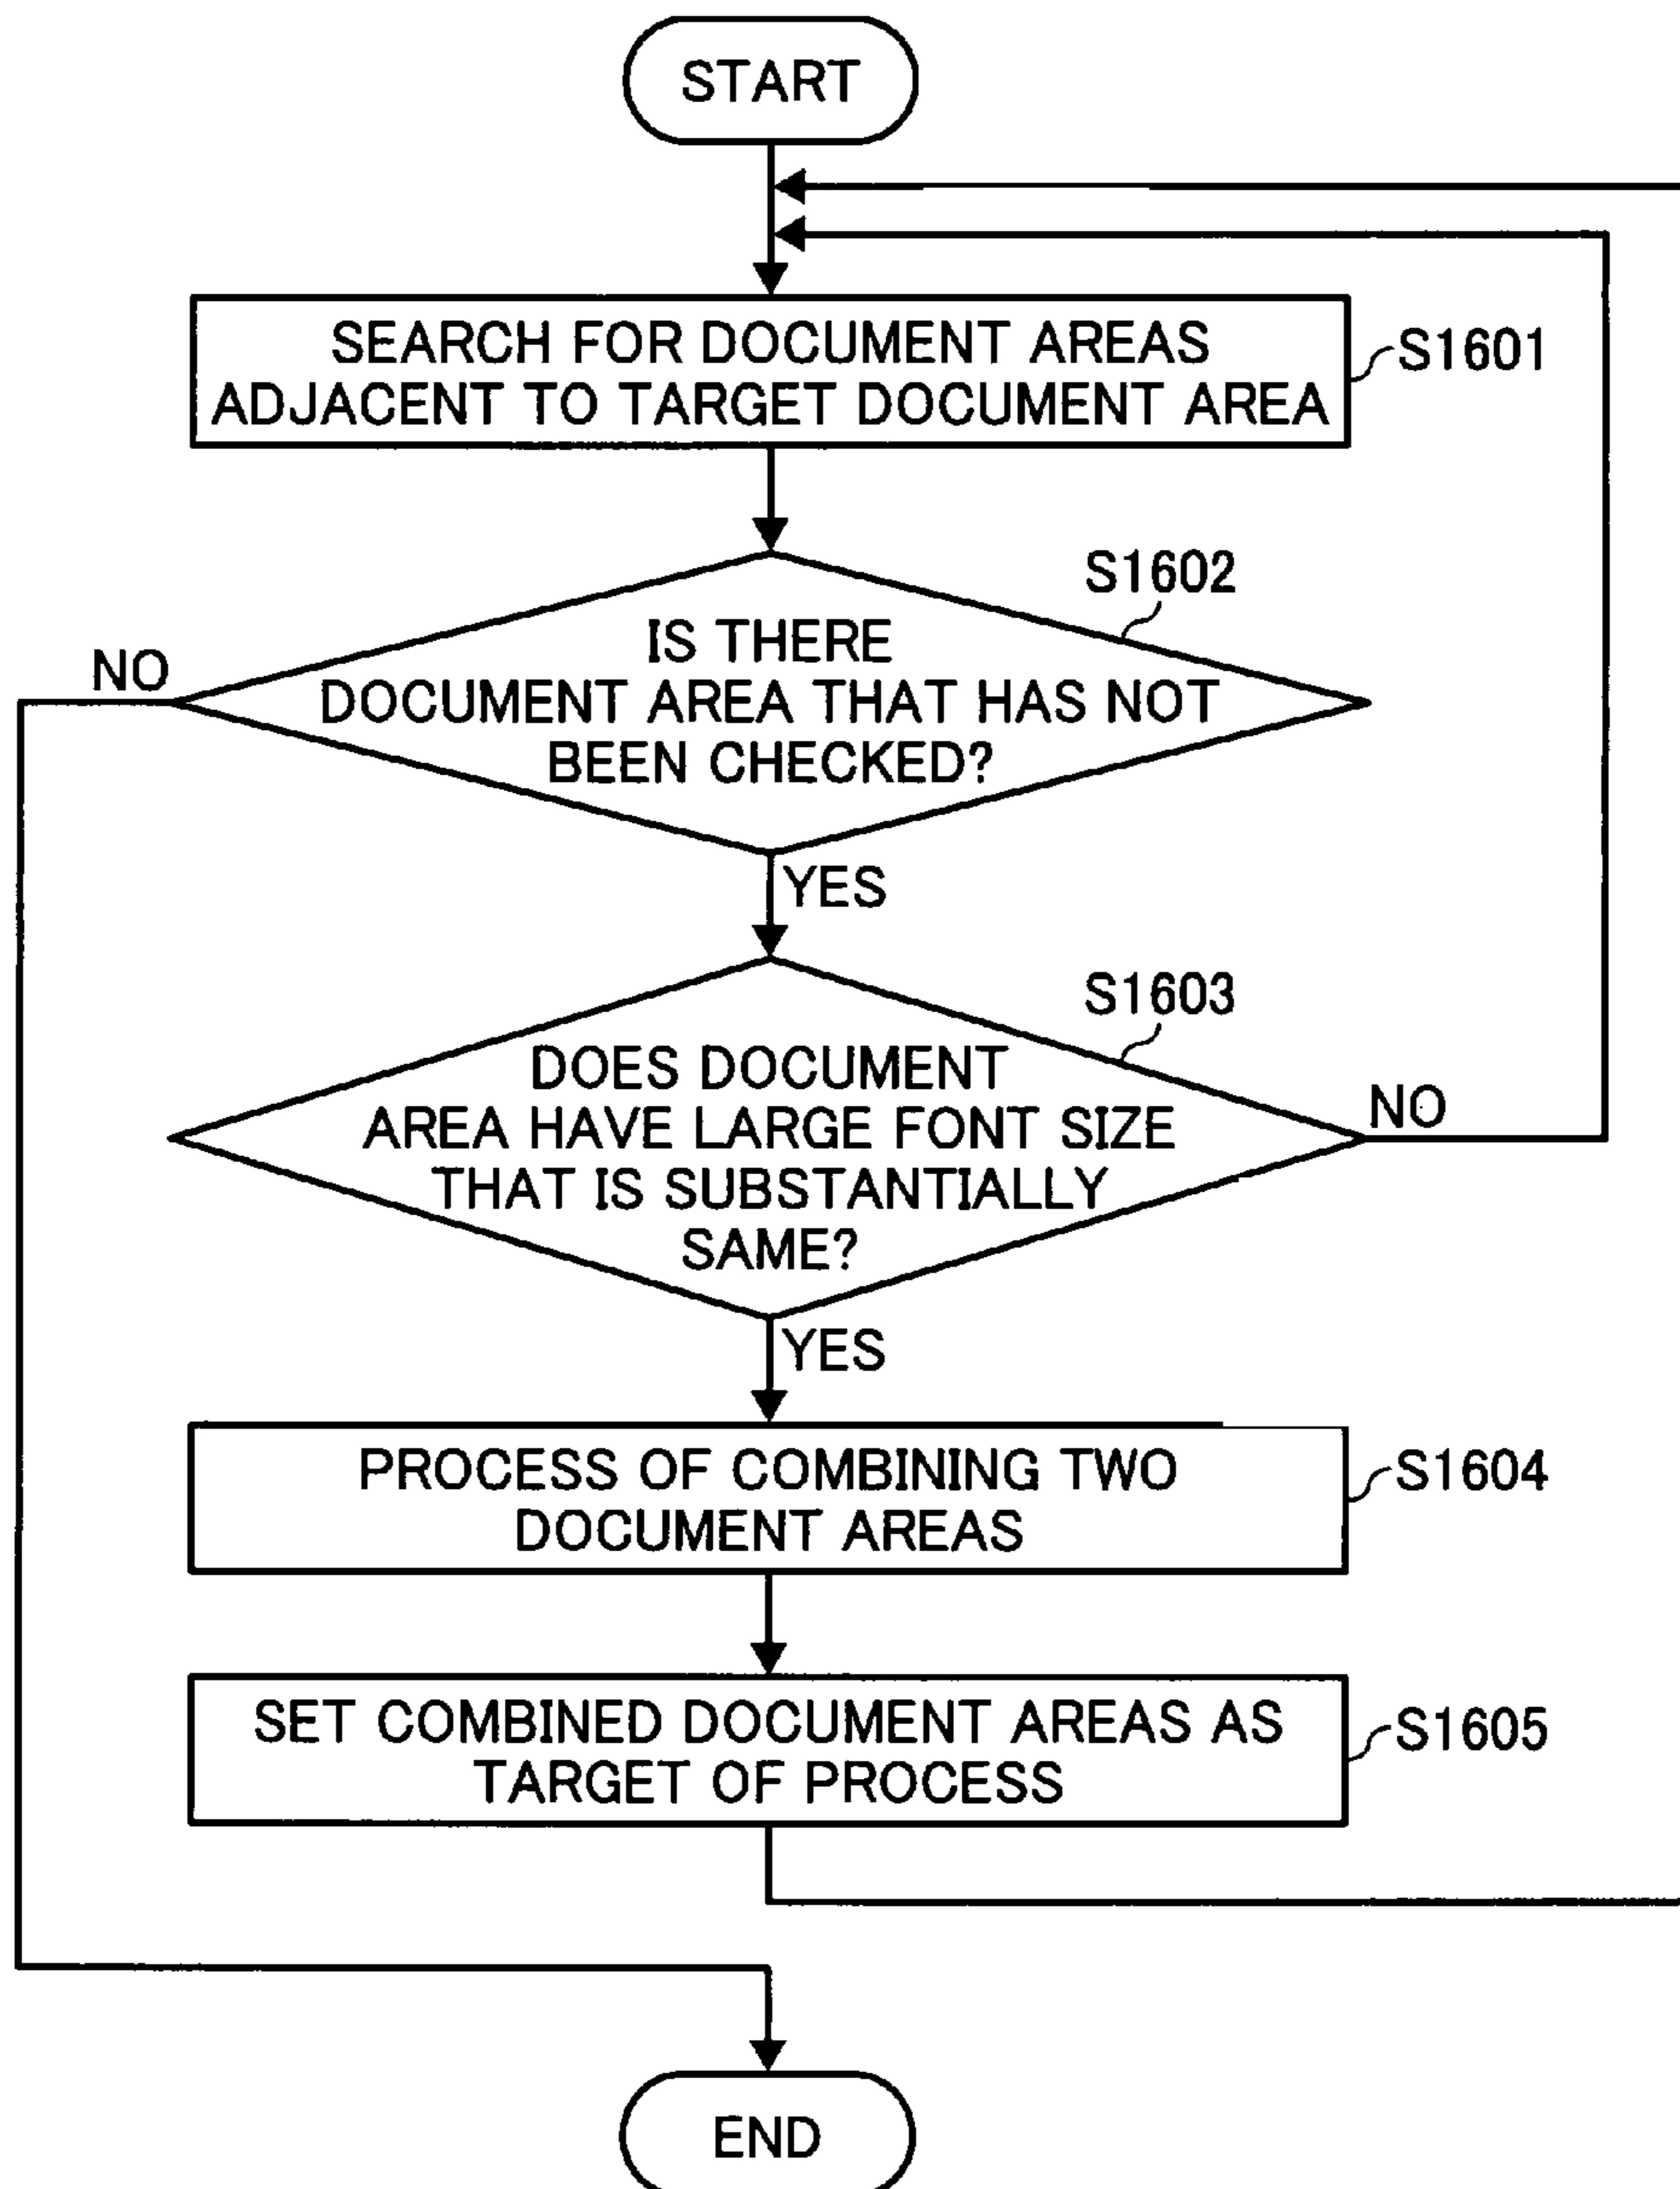 START
SEARCH FOR DOCUMENT AREAS
ADJACENT TO TARGET DOCUMENT AREA
S1601
S1602
IS THERE
DOCUMENT AREA THAT HAS NOT
BEEN CHECKED?
NO
YES
S1603
DOES DOCUMENT
AREA HAVE LARGE FONT SIZE
THAT IS SUBSTANTIALLY
SAME?
NO
YES
PROCESS OF COMBINING TWO
DOCUMENT AREAS
S1604
SET COMBINED DOCUMENT AREAS AS
TARGET OF PROCESS
S1605
END